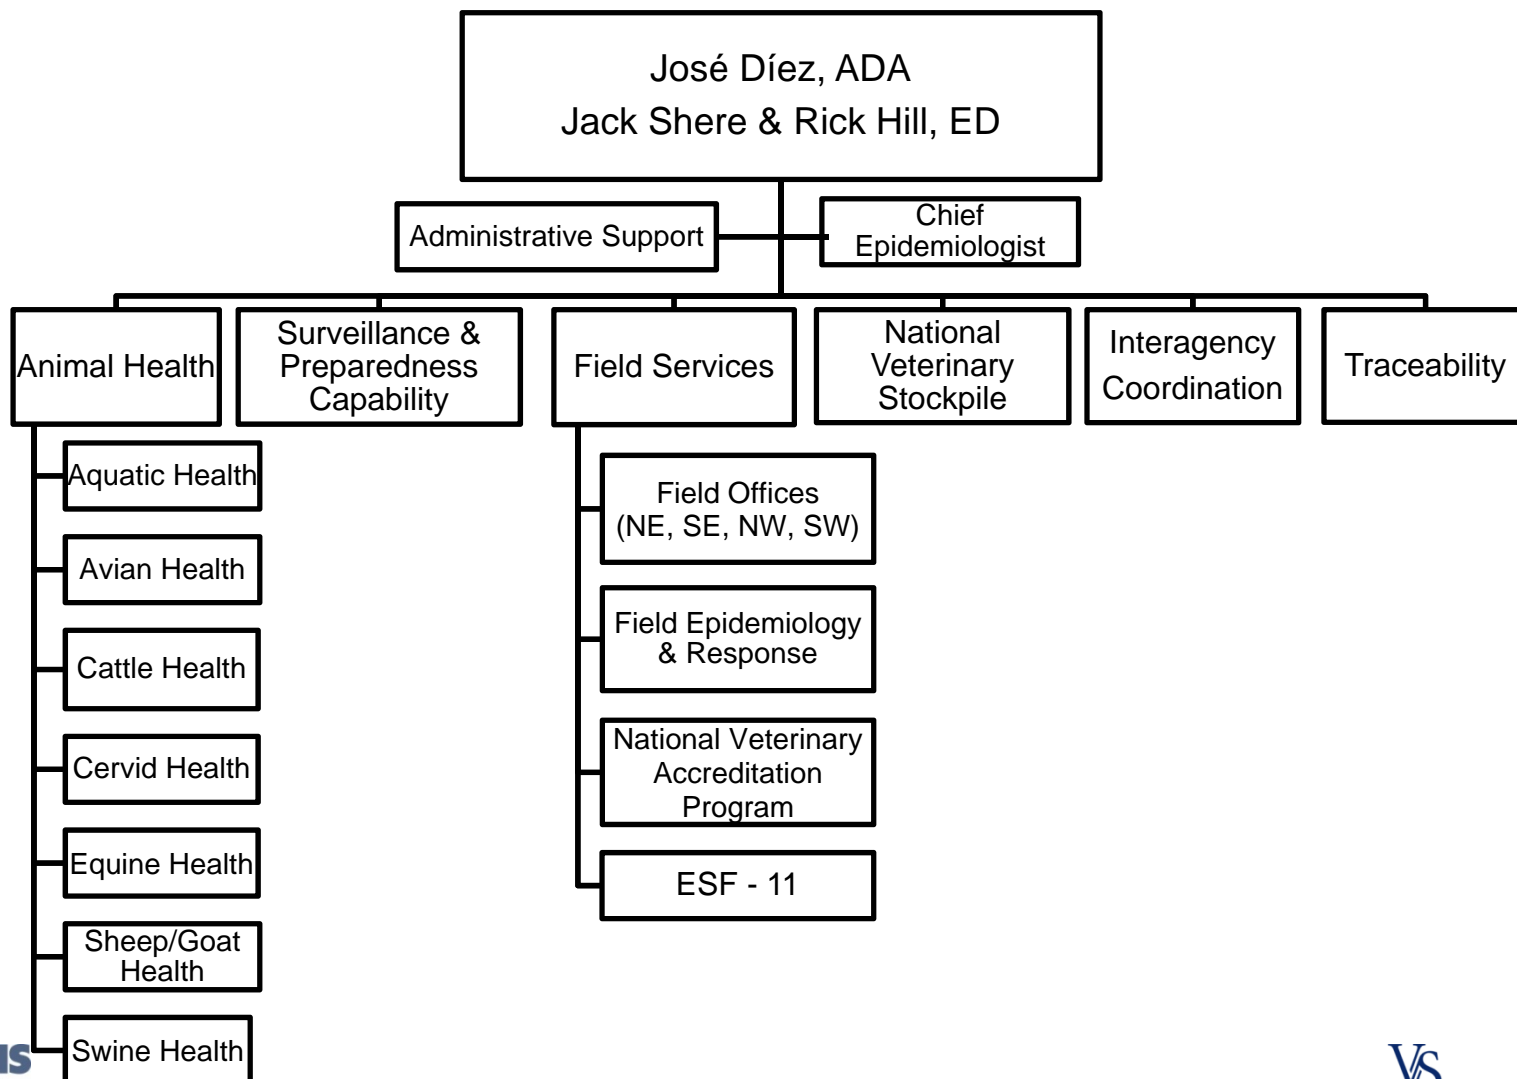 José Díez, ADA
Jack Shere & Rick Hill, ED
Administrative Support
Chief
Epidemiologist
Animal Health
Surveillance &
Preparedness
Capability
Field Services
National
Veterinary
Stockpile
Interagency
Coordination
Traceability
Aquatic Health
Avian Health
Cattle Health
Cervid Health
Equine Health
Sheep/Goat
Health
Swine Health
Field Offices
(NE, SE, NW, SW)
Field Epidemiology
& Response
National Veterinary
Accreditation
Program
ESF - 11
VS